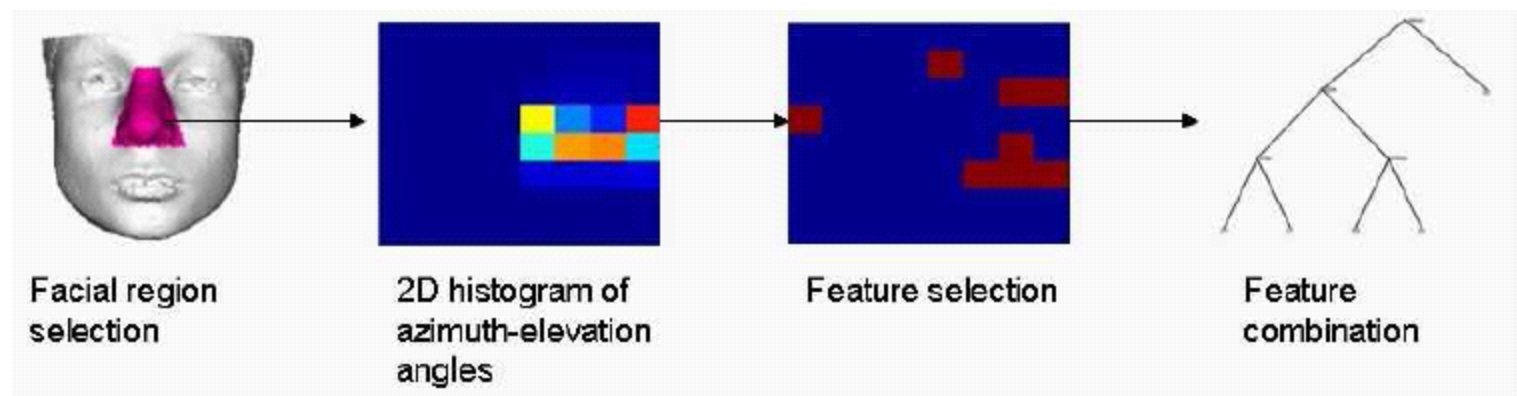 Facial region
selection
2D histogram of
azimuth-elevation
angles
Feature selection
Feature
combination